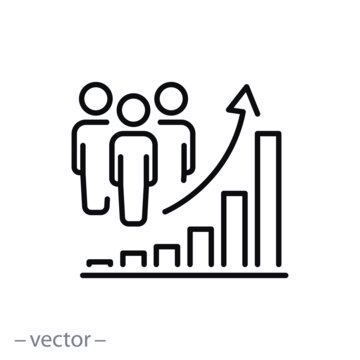 – vector –